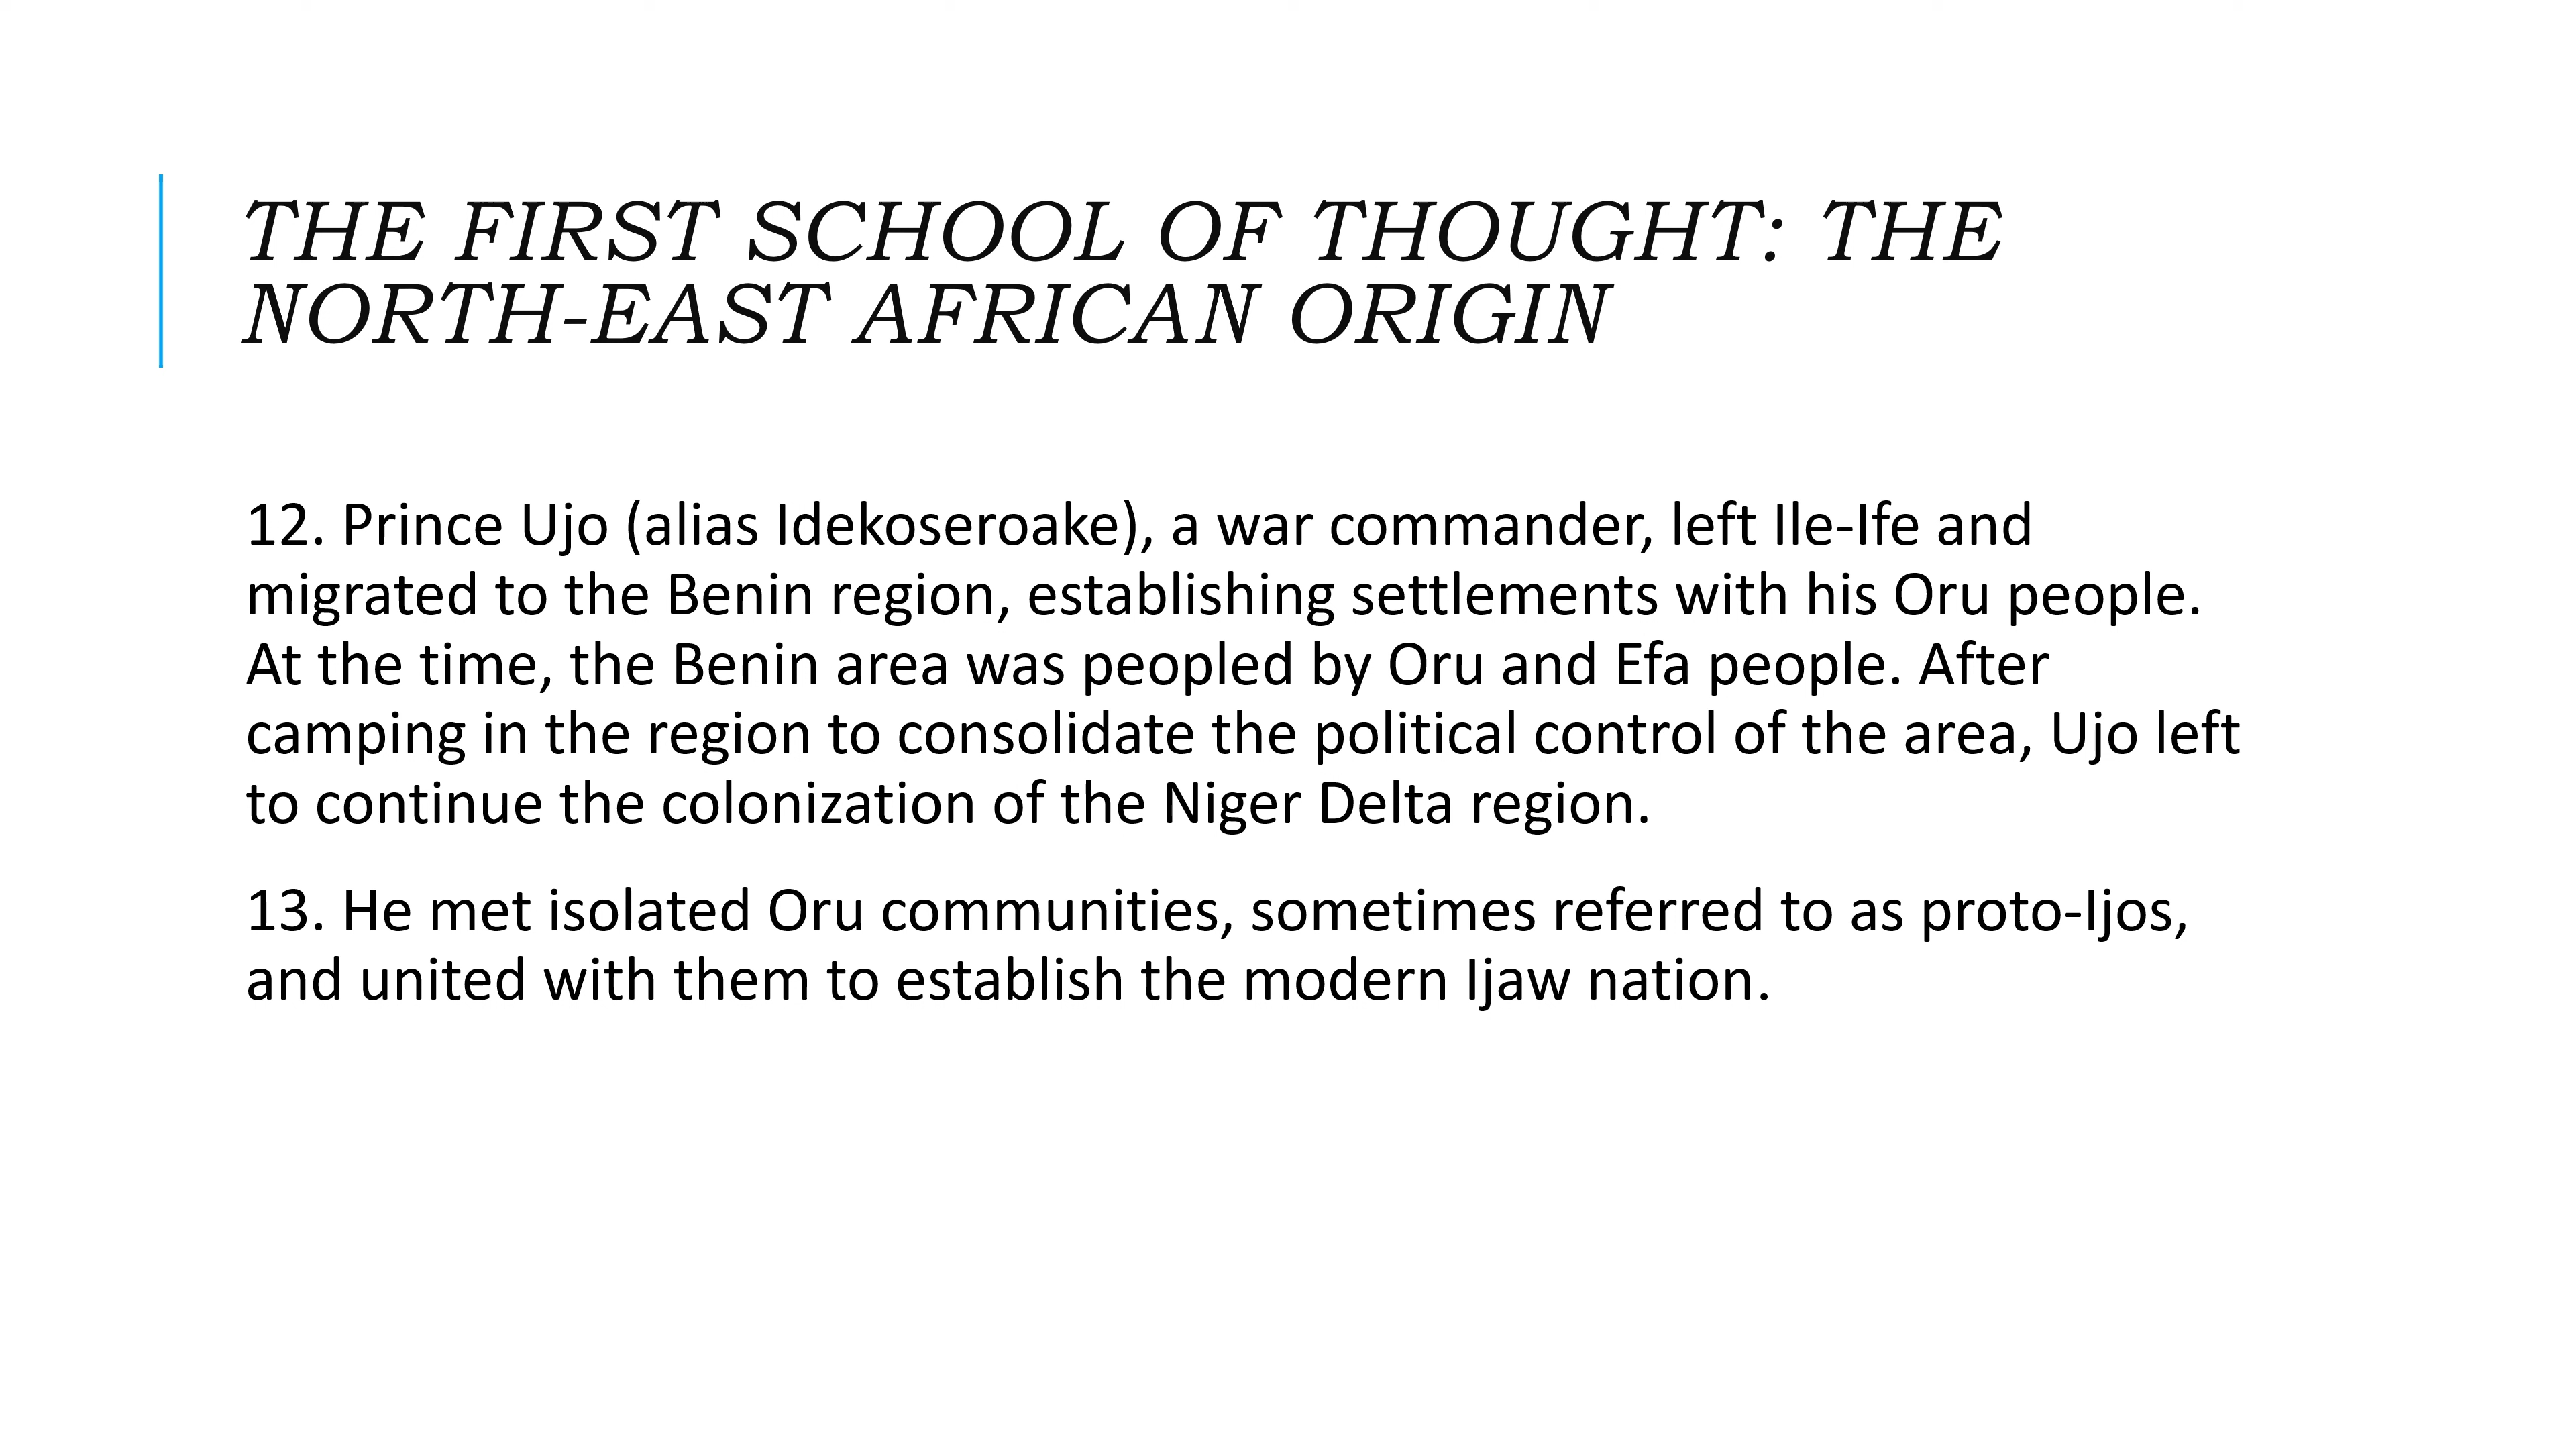 THE FIRST SCHOOL OF THOUGHT: THE
NORTH-EAST AFRICAN ORIGIN
12. Prince Ujo (alias Idekoseroake), a war commander, left Ile-Ife and
migrated to the Benin region, establishing settlements with his Oru people.
At the time, the Benin area was peopled by Oru and Efa people. After
camping in the region to consolidate the political control of the area, Ujo left
to continue the colonization of the Niger Delta region.
13. He met isolated Oru communities, sometimes referred to as proto-Ijos,
and united with them to establish the modern Ijaw nation.